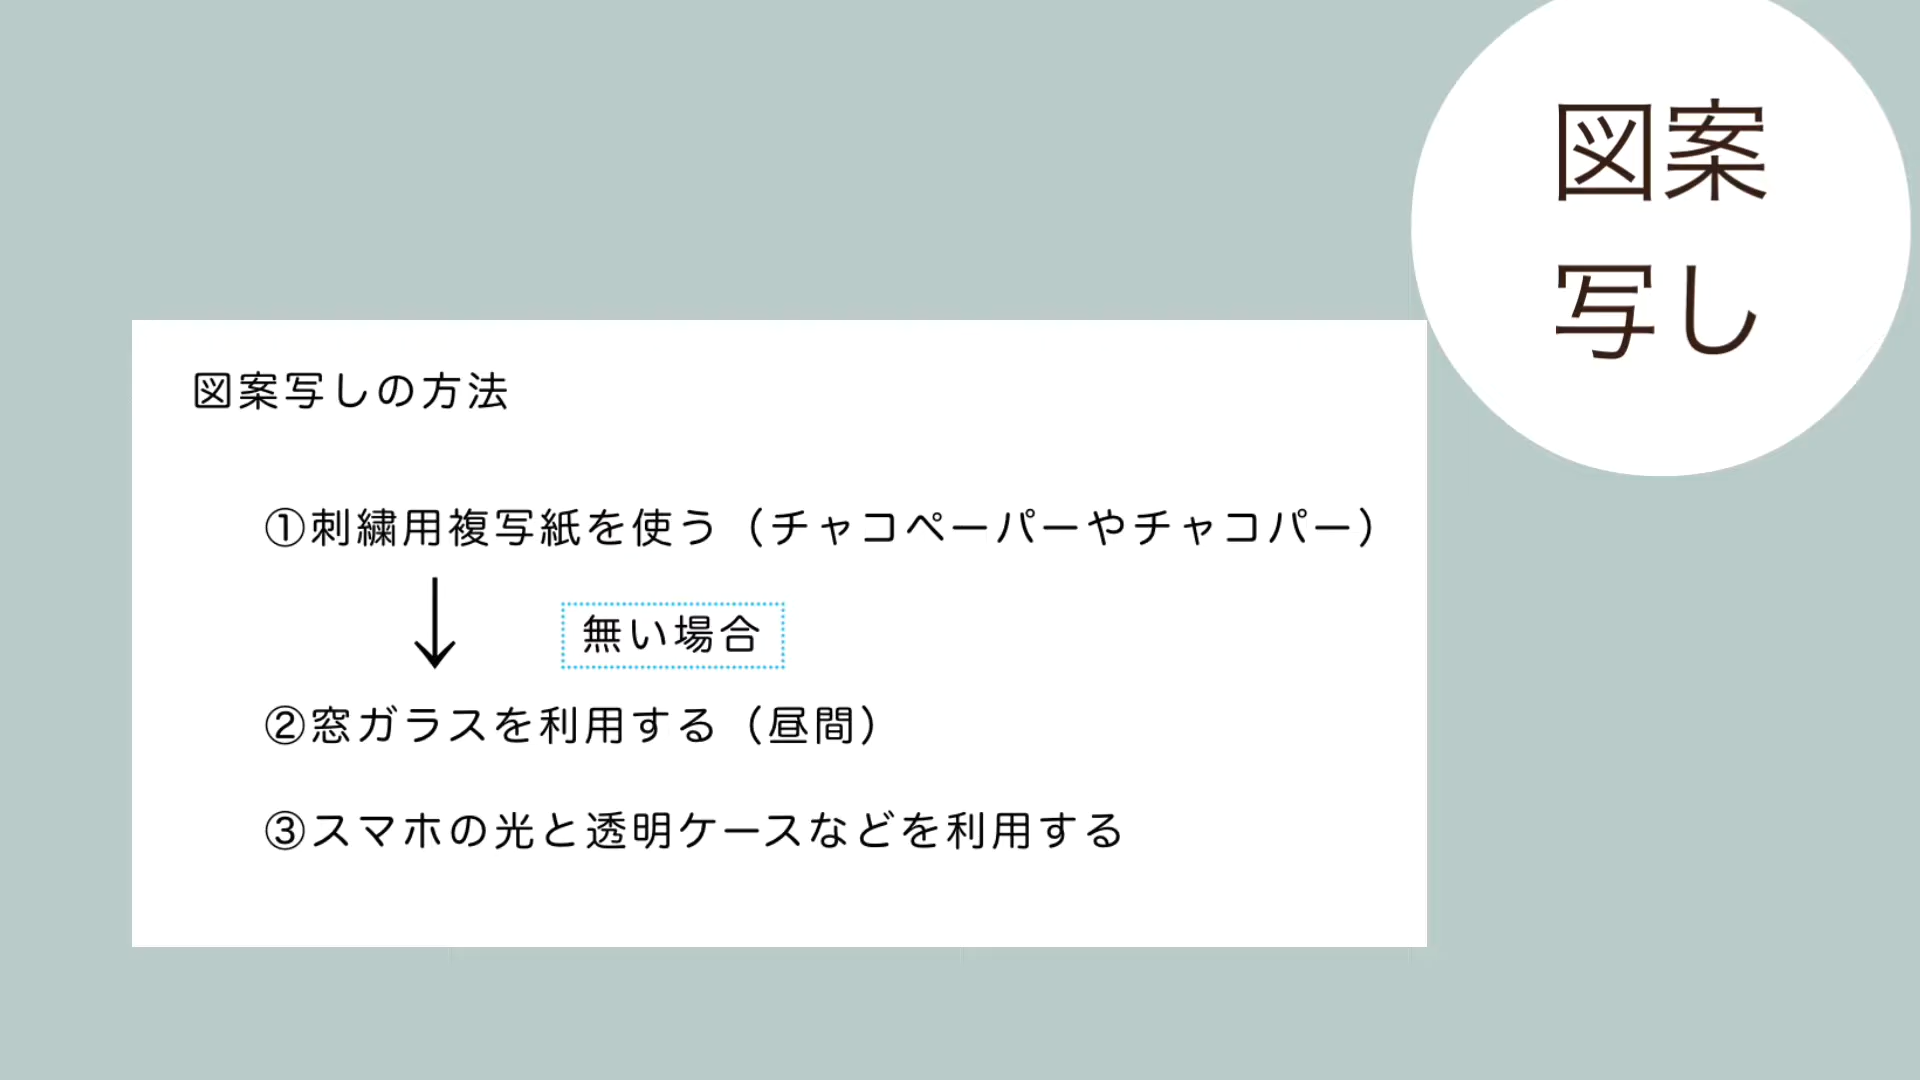 図案
写し
図案写しの方法
①刺繍用複写紙を使う（チャコペーパーやチャコパー）
無い場合
②窓ガラスを利用する（昼間）
③スマホの光と透明ケースなどを利用する